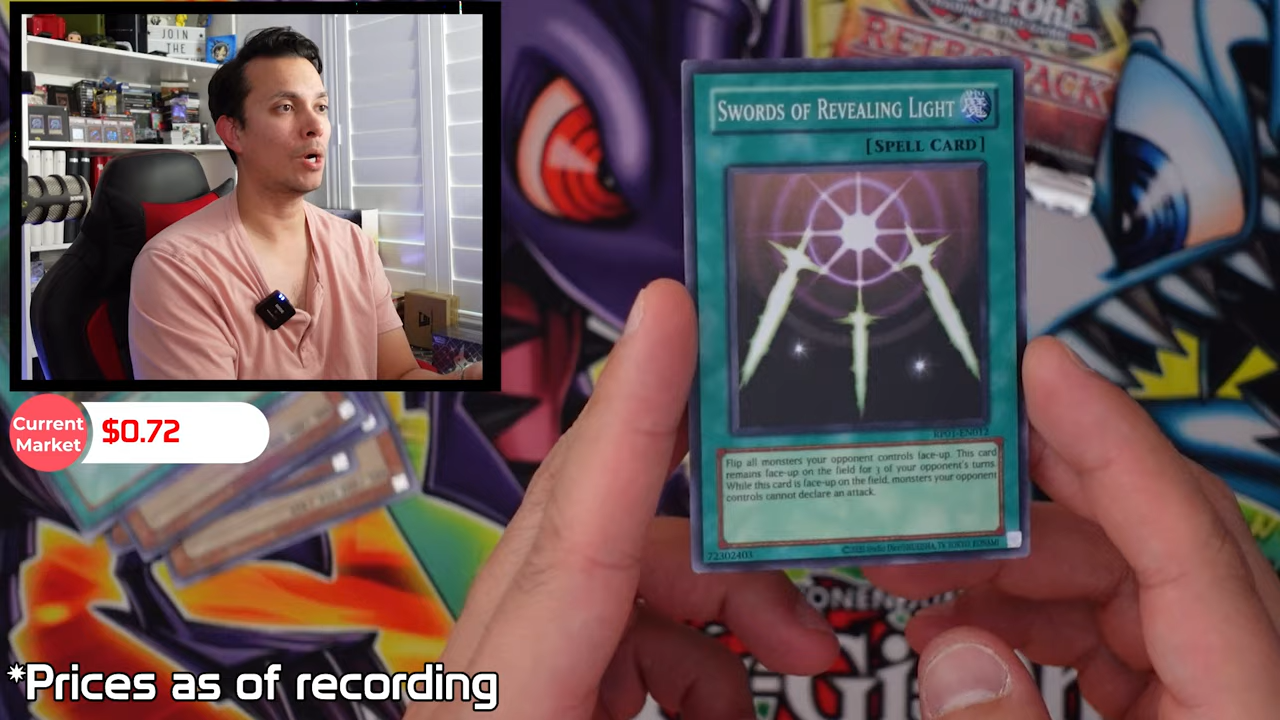 JOIN
THE
RETRO PACK
SWORDS OF REVEALING LIGHT
[SPELL CARD]
RP01-EN012
Flip all monsters your opponent controls face-up. This card
remains face-up on the field for 3 of your opponent's turns.
While this card is face-up on the field, monsters your opponent
controls cannot declare an attack.
72302403
Current
Market
$0.72
*Prices as of recording